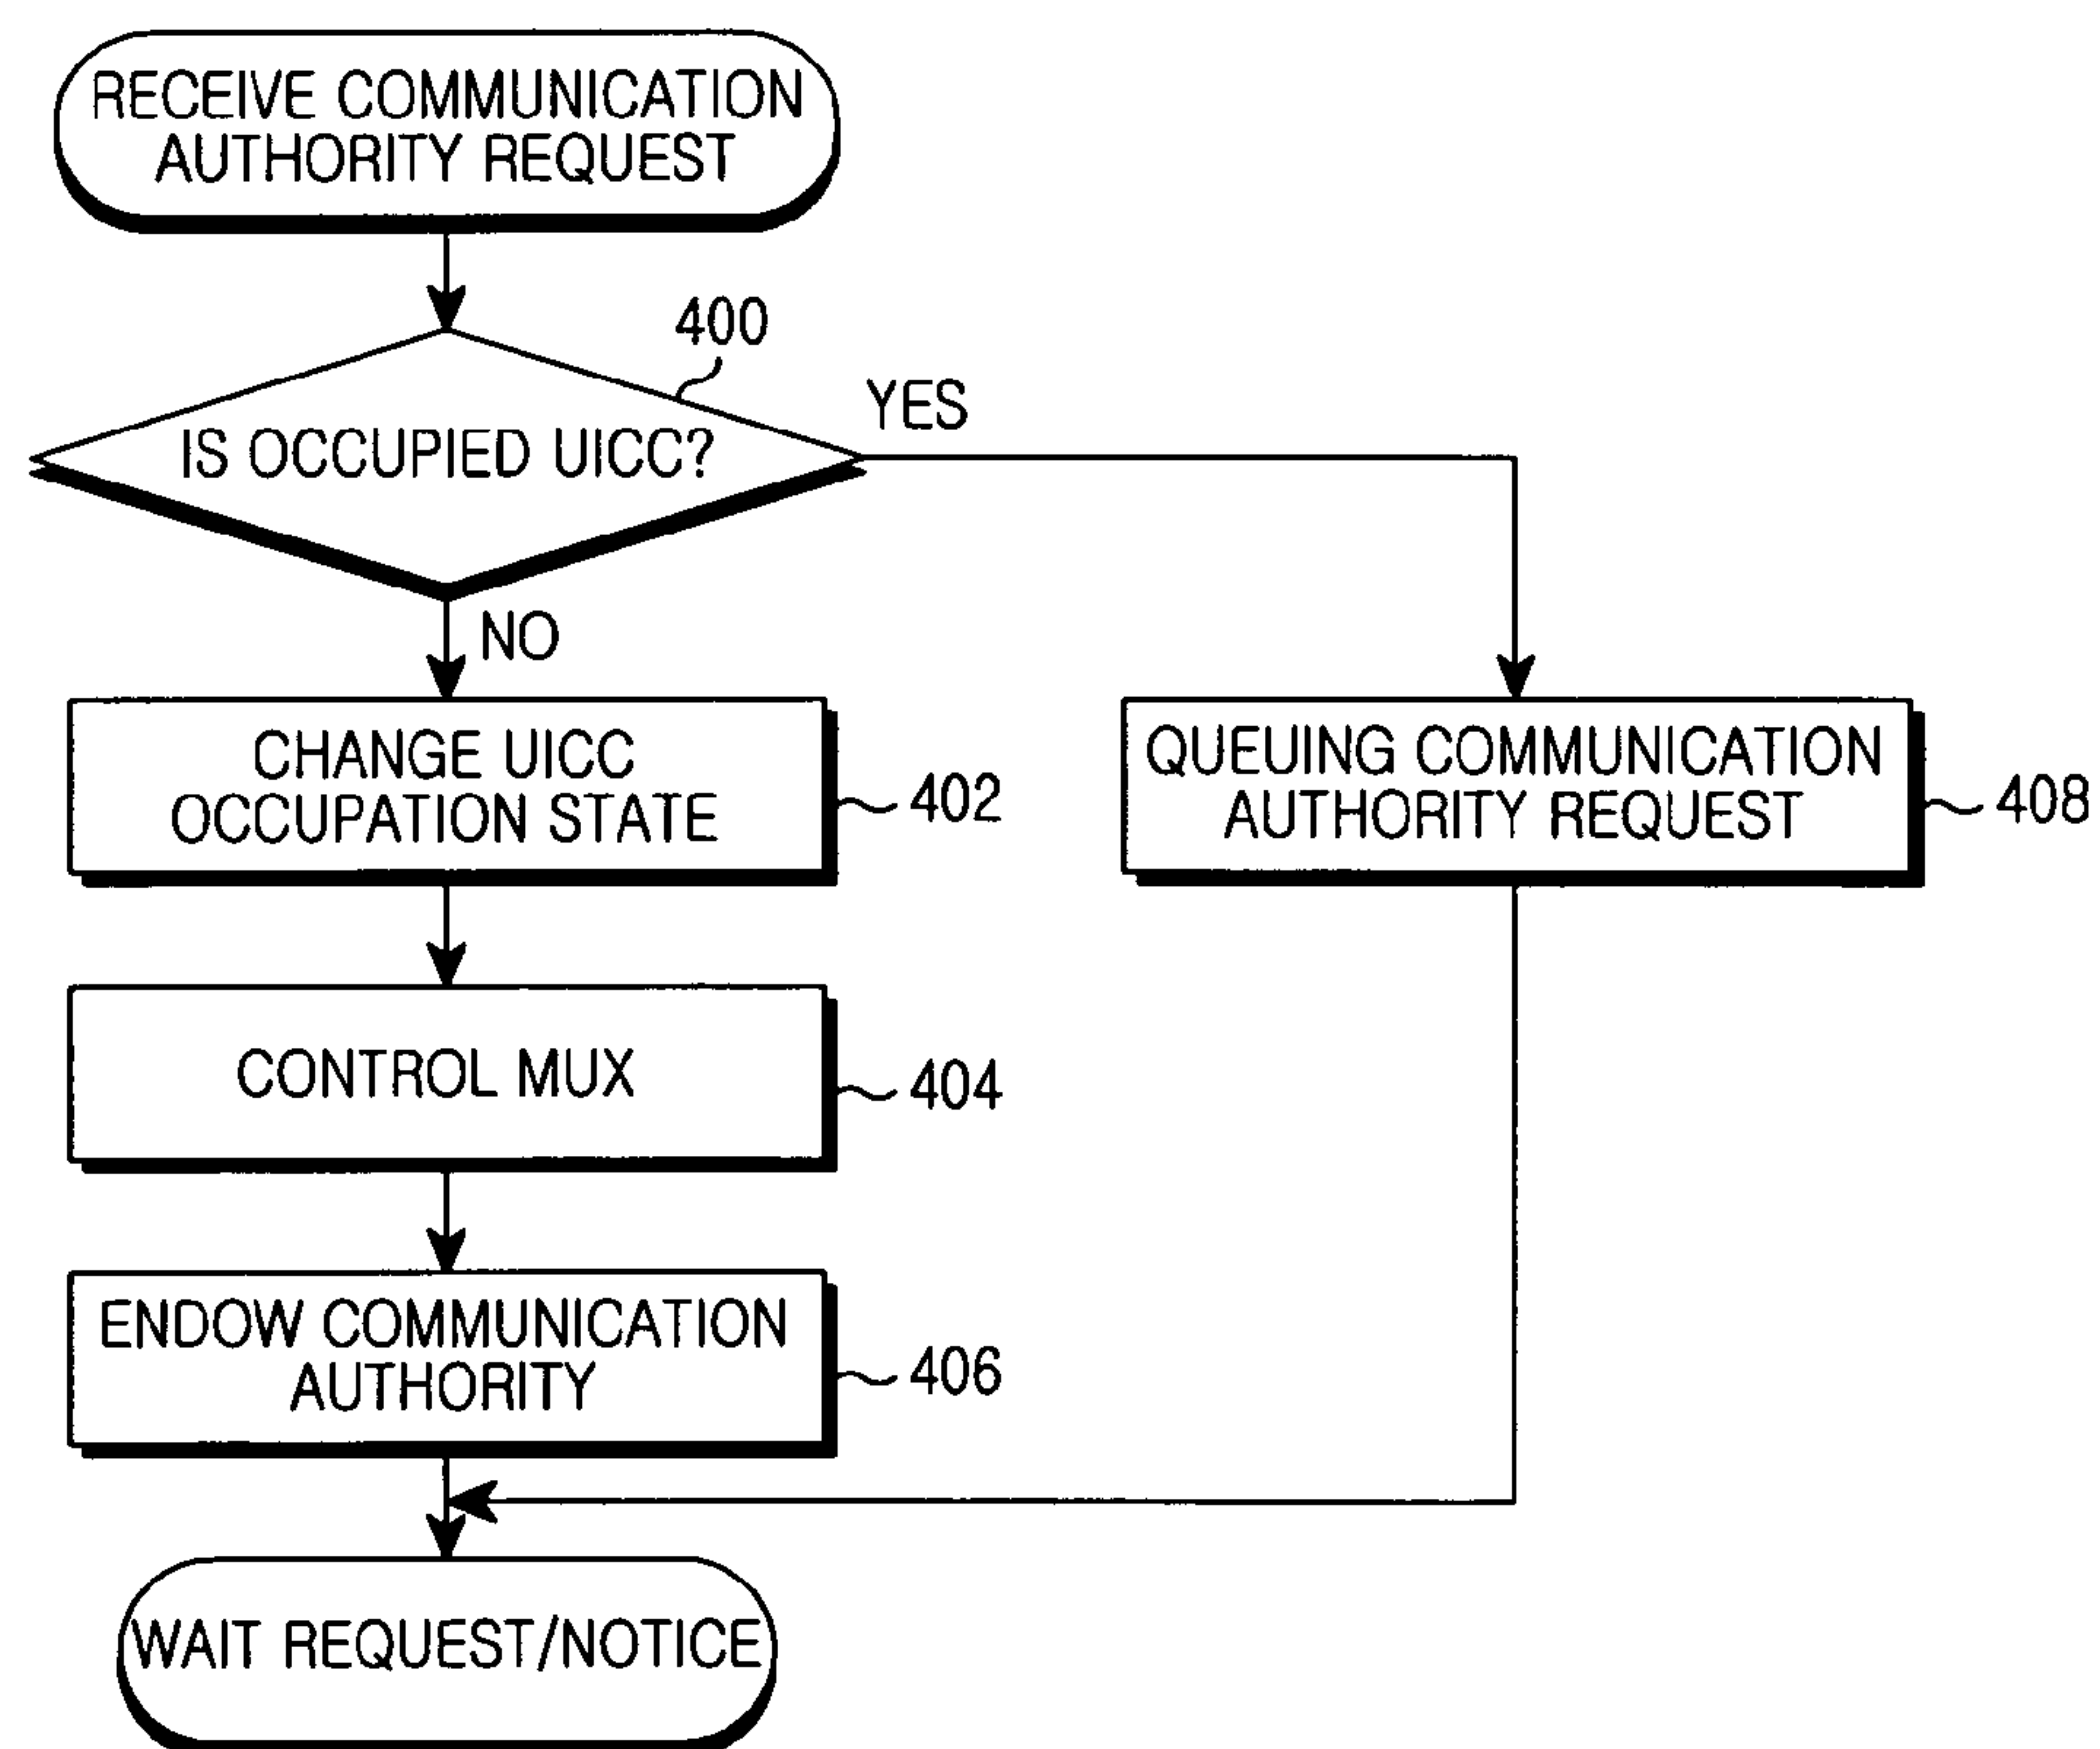 RECEIVE COMMUNICATION
AUTHORITY REQUEST
400
IS OCCUPIED UICC?
YES
NO
CHANGE UICC
OCCUPATION STATE
402
QUEUING COMMUNICATION
AUTHORITY REQUEST
408
CONTROL MUX
404
ENDOW COMMUNICATION
AUTHORITY
406
WAIT REQUEST/NOTICE